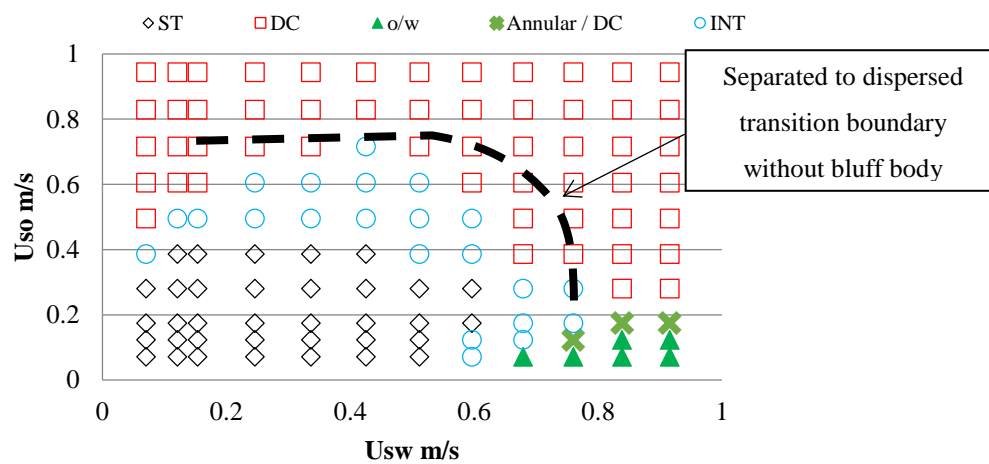 ST DC o/w Annular / DC INT
1
0.8
0.6
0.4
0.2
0
Uso m/s
Separated to dispersed
transition boundary
without bluff body
0 0.2 0.4 0.6 0.8 1
Usw m/s